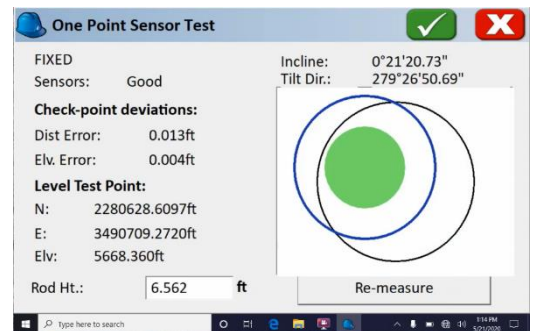 One Point Sensor Test
FIXED
Sensors: Good
Check-point deviations:
Dist Error: 0.013ft
Elv. Error: 0.004ft
Level Test Point:
N: 2280628.6097ft
E: 3490709.2720ft
Elv: 5668.360ft
Rod Ht.: 6.562 ft
Incline: 0°21'20.73"
Tilt Dir.: 279°26'50.69"
Re-measure
Type here to search
3:14 PM
5/21/2020